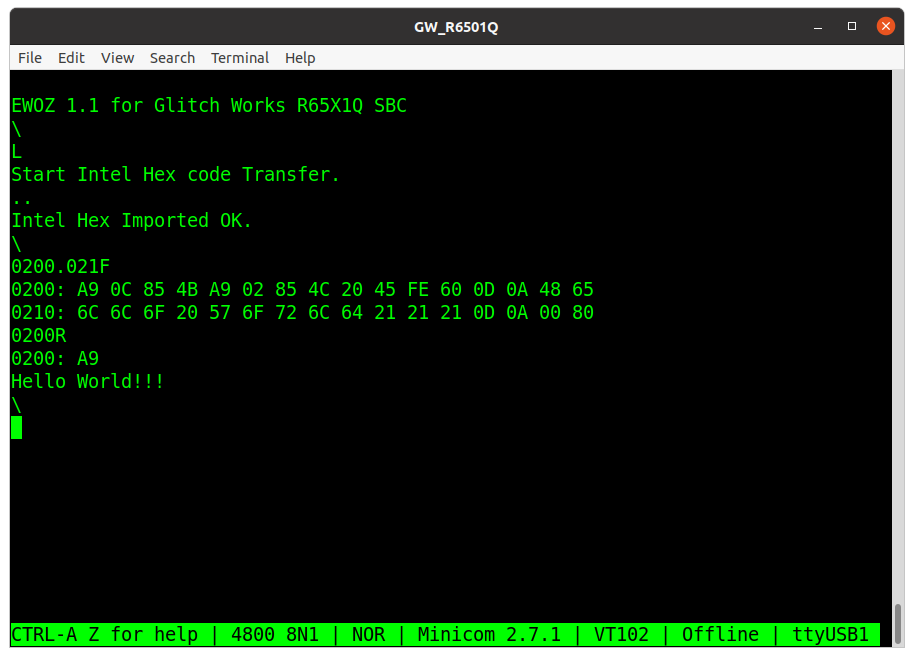 GW_R6501Q
File Edit View Search Terminal Help
EWOZ 1.1 for Glitch Works R65X1Q SBC
\
L
Start Intel Hex code Transfer.
..
Intel Hex Imported OK.
\
0200.021F
0200: A9 0C 85 4B A9 02 85 4C 20 45 FE 60 0D 0A 48 65
0210: 6C 6C 6F 20 57 6F 72 6C 64 21 21 21 0D 0A 00 80
0200R
0200: A9
Hello World!!!
\
CTRL-A Z for help | 4800 8N1 | NOR | Minicom 2.7.1 | VT102 | Offline | ttyUSB1